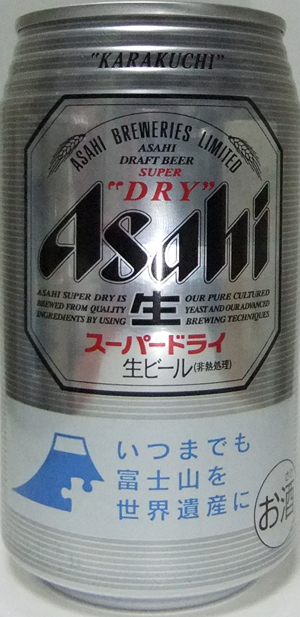 "KARAKUCHI"
ASAHI BREWERIES LIMITED
ASAHI
DRAFT BEER
SUPER
"DRY"
Asahi
ASAHI SUPER DRY IS
BREWED FROM QUALITY
INGREDIENTS BY USING
生
OUR PURE CULTURED
YEAST AND OUR ADVANCED
BREWING TECHNIQUES
スーパードライ
生ビール(非熱処理)
いつまでも
富士山を
世界遺産に
お酒